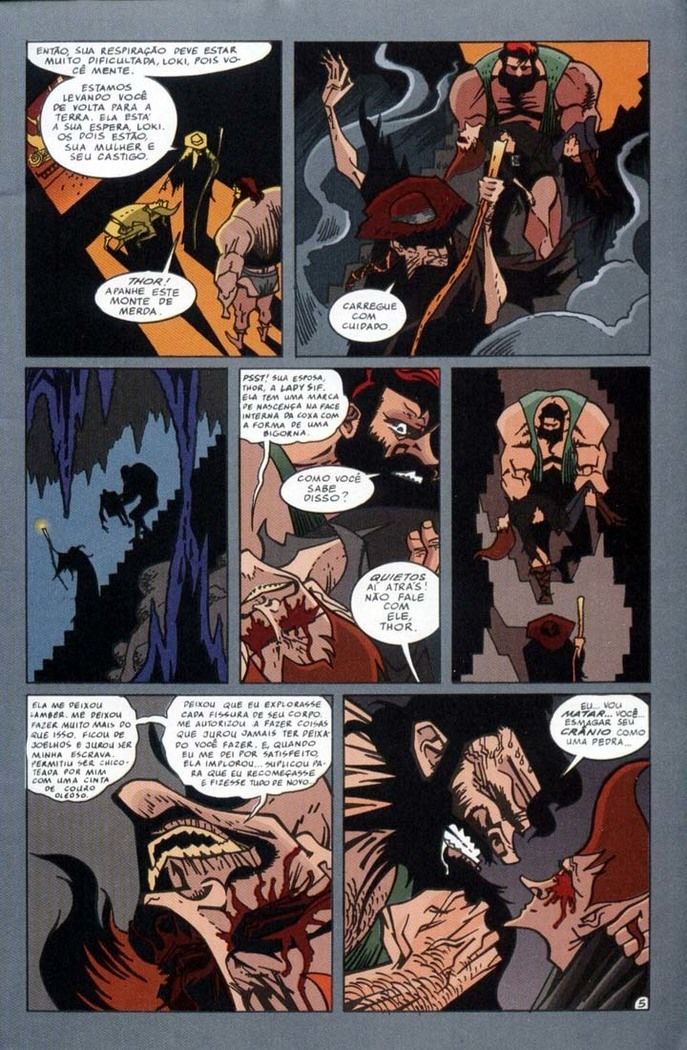 ENTÃO, SUA RESPIRAÇÃO DEVE ESTAR
MUITO DIFICULTADA, LOKI, POIS VO-
CÊ MENTE.
ESTAMOS
LEVANDO VOCÊ
DE VOLTA PARA A
TERRA. ELA ESTÁ
A SUA ESPERA, LOKI.
OS DOIS ESTÃO,
SUA MULHER E
SEU CASTIGO.
THOR!
APANHE ESTE
MONTE DE
MERDA.
CARREGUE
COM
CUIDADO.
PSST! SUA ESPOSA,
THOR, A LADY SIF.
ELA TEM UMA MARCA
DE NASCENÇA NA FACE
INTERNA DA COXA COM
A FORMA DE UMA
BIGORNA.
COMO VOCÊ
SABE
DISSO?
QUIETOS
AÍ ATRÁS!
NÃO FALE
COM
ELE,
THOR.
ELA ME DEIXOU
LAMBER. ME DEIXOU
FAZER MUITO MAIS DO
QUE ISSO. FICOU DE
JOELHOS E JUROU SER
MINHA ESCRAVA.
PERMITIU SER CHICO-
TEADA POR MIM
COM UMA CINTA
DE COURO
OLEOSO.
DEIXOU QUE EU EXPLORASSE
CADA FISSURA DE SEU CORPO.
ME AUTORIZOU A FAZER COISAS
QUE JUROU JAMAIS TER DEIXA-
DO VOCÊ FAZER. E, QUANDO
EU ME DEI POR SATISFEITO,
ELA IMPLOROU... SUPLICOU PA-
RA QUE EU RECOMEÇASSE
E FIZESSE TUDO DE NOVO.
EU... VOU
MATAR... VOCÊ...
ESMAGAR SEU
CRÂNIO COMO
UMA PEDRA...
5